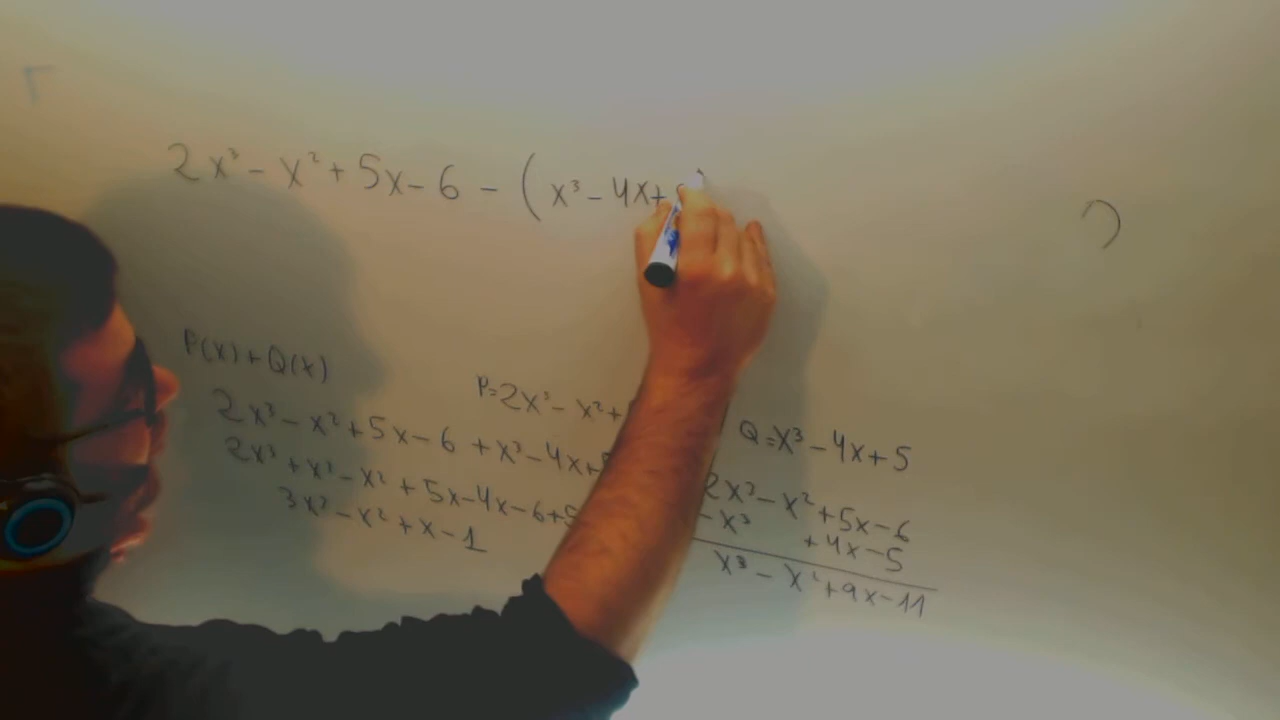 2x³ - x² + 5x - 6 - (x³ - 4x +
)
P(x) + Q(x)
P = 2x³ - x² +
2x³ - x² + 5x - 6 + x³ - 4x +
2x³ + x³ - x² + 5x - 4x - 6 + 5
3x³ - x² + x - 1
Q = x³ - 4x + 5
2x³ - x² + 5x - 6
- x³ + 4x - 5
x³ - x² + 9x - 11